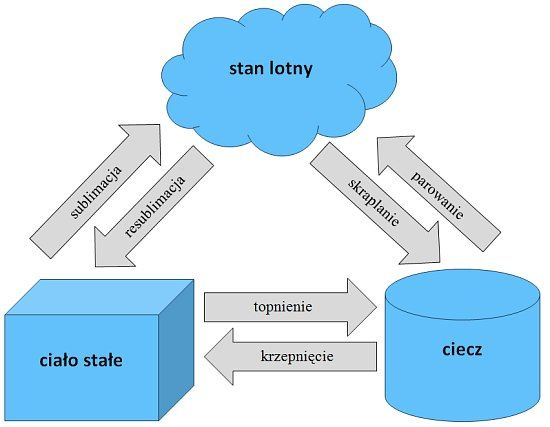 stan lotny
sublimacja
resublimacja
skraplanie
parowanie
topnienie
krzepnięcie
ciało stałe
ciecz